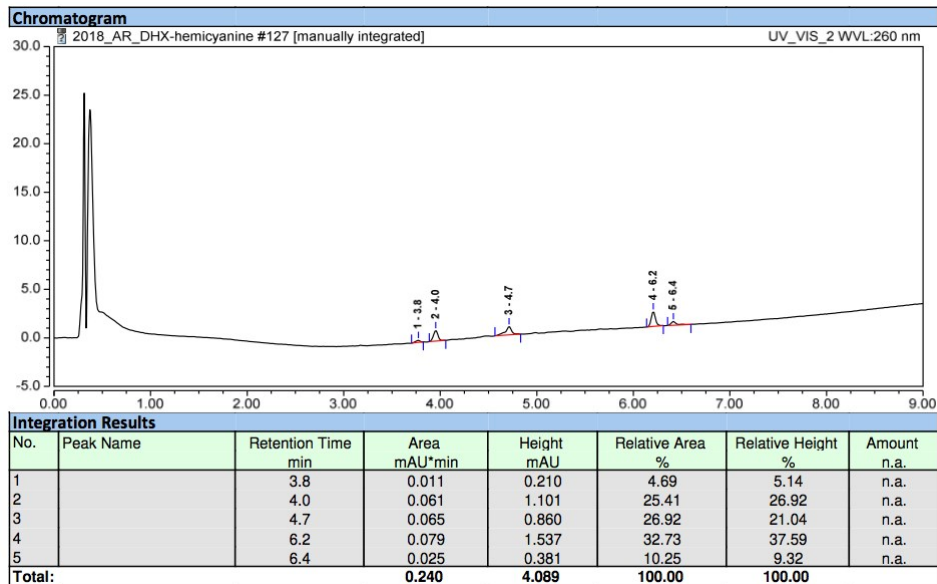 Chromatogram
2018_AR_DHX-hemicyanine #127 [manually integrated] UV_VIS_2 WVL:260 nm
30.0
25.0
20.0
15.0
10.0
5.0
0.0
-5.0
1 - 3.8
2 - 4.0
3 - 4.7
4 - 6.2
5 - 6.4
0.00 1.00 2.00 3.00 4.00 5.00 6.00 7.00 8.00 9.00
Integration Results
No. Peak Name Retention Time Area Height Relative Area Relative Height Amount
min mAU*min mAU % % n.a.
1 3.8 0.011 0.210 4.69 5.14 n.a.
2 4.0 0.061 1.101 25.41 26.92 n.a.
3 4.7 0.065 0.860 26.92 21.04 n.a.
4 6.2 0.079 1.537 32.73 37.59 n.a.
5 6.4 0.025 0.381 10.25 9.32 n.a.
Total: 0.240 4.089 100.00 100.00